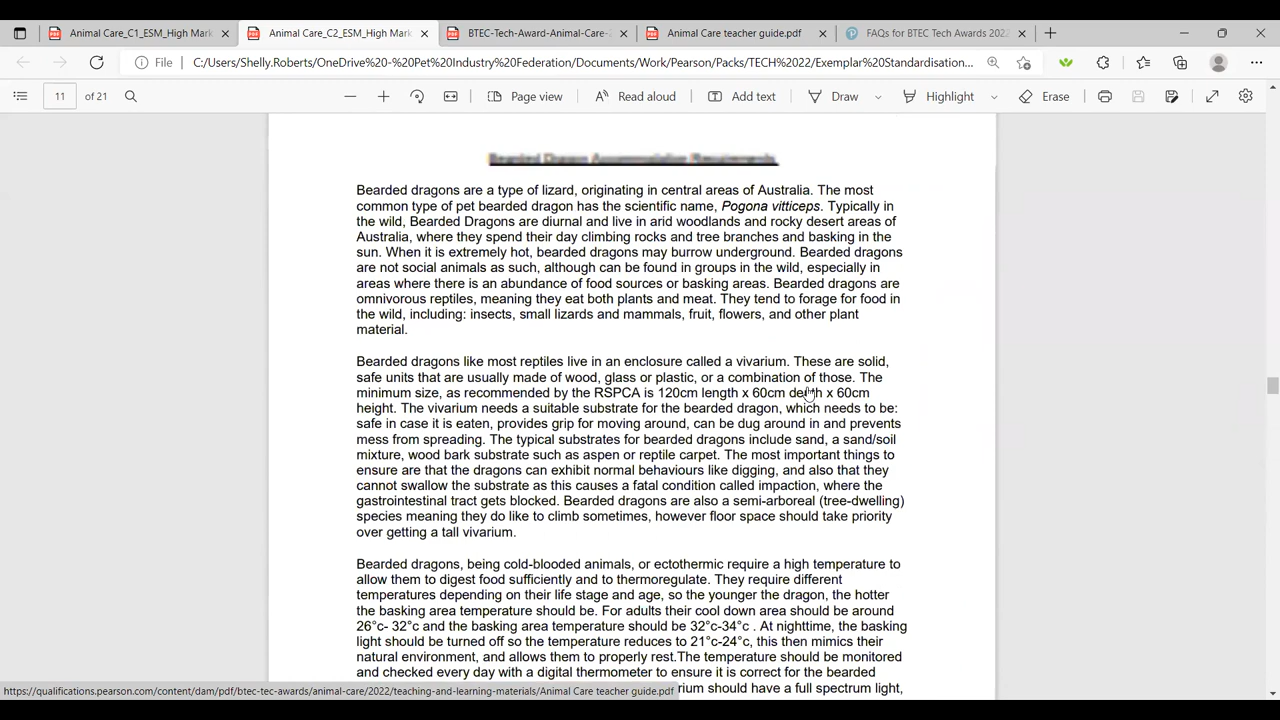 Animal Care_C1_ESM_High Mark
Animal Care_C2_ESM_High Mark
BTEC-Tech-Award-Animal-Care-
Animal Care teacher guide.pdf
FAQs for BTEC Tech Awards 2022
File
C:/Users/Shelly.Roberts/OneDrive%20-%20Pet%20Industry%20Federation/Documents/Work/Pearson/Packs/TECH%2022/Exemplar%20Standardisation...
11 of 21
Page view
Read aloud
Add text
Draw
Highlight
Erase
Bearded Dragon Accommodation Requirements
Bearded dragons are a type of lizard, originating in central areas of Australia. The most
common type of pet bearded dragon has the scientific name, Pogona vitticeps. Typically in
the wild, Bearded Dragons are diurnal and live in arid woodlands and rocky desert areas of
Australia, where they spend their day climbing rocks and tree branches and basking in the
sun. When it is extremely hot, bearded dragons may burrow underground. Bearded dragons
are not social animals as such, although can be found in groups in the wild, especially in
areas where there is an abundance of food sources or basking areas. Bearded dragons are
omnivorous reptiles, meaning they eat both plants and meat. They tend to forage for food in
the wild, including: insects, small lizards and mammals, fruit, flowers, and other plant
material.
Bearded dragons like most reptiles live in an enclosure called a vivarium. These are solid,
safe units that are usually made of wood, glass or plastic, or a combination of those. The
minimum size, as recommended by the RSPCA is 120cm length x 60cm depth x 60cm
height. The vivarium needs a suitable substrate for the bearded dragon, which needs to be:
safe in case it is eaten, provides grip for moving around, can be dug around in and prevents
mess from spreading. The typical substrates for bearded dragons include sand, a sand/soil
mixture, wood bark substrate such as aspen or reptile carpet. The most important things to
ensure are that the dragons can exhibit normal behaviours like digging, and also that they
cannot swallow the substrate as this causes a fatal condition called impaction, where the
gastrointestinal tract gets blocked. Bearded dragons are also a semi-arboreal (tree-dwelling)
species meaning they do like to climb sometimes, however floor space should take priority
over getting a tall vivarium.
Bearded dragons, being cold-blooded animals, or ectothermic require a high temperature to
allow them to digest food sufficiently and to thermoregulate. They require different
temperatures depending on their life stage and age, so the younger the dragon, the hotter
the basking area temperature should be. For adults their cool down area should be around
26°c- 32°c and the basking area temperature should be 32°c-34°c . At nighttime, the basking
light should be turned off so the temperature reduces to 21°c-24°c, this then mimics their
natural environment, and allows them to properly rest.The temperature should be monitored
and checked every day with a digital thermometer to ensure it is correct for the bearded
rium should have a full spectrum light,
https://qualifications.pearson.com/content/dam/pdf/btec-tec-awards/animal-care/2022/teaching-and-learning-materials/Animal Care teacher guide.pdf